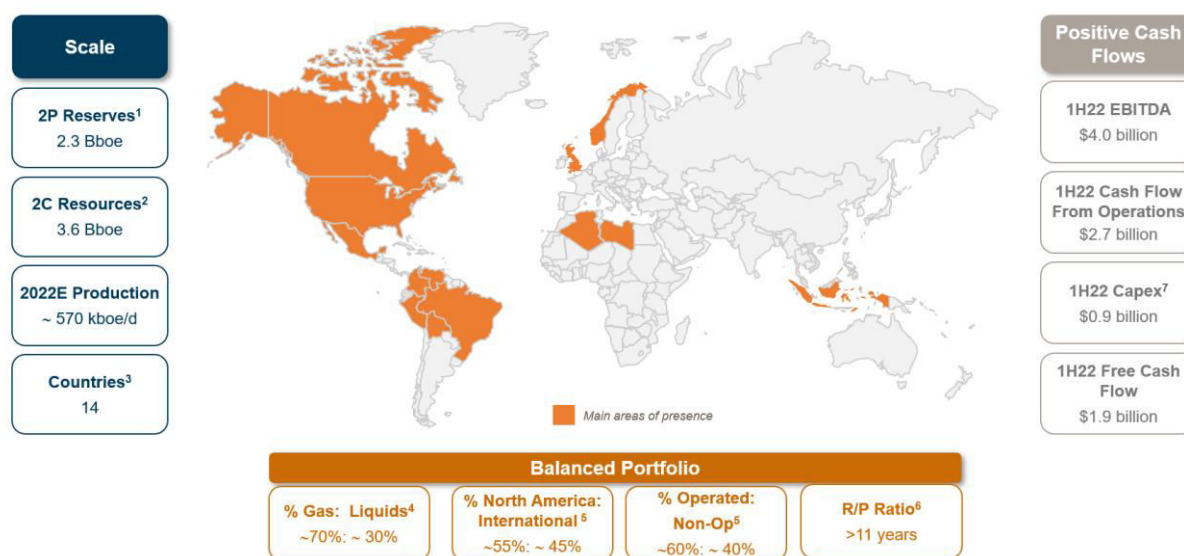 Scale
2P Reserves¹
2.3 Bboe
2C Resources²
3.6 Bboe
2022E Production
~ 570 kboe/d
Countries³
14
Main areas of presence
Positive Cash
Flows
1H22 EBITDA
$4.0 billion
1H22 Cash Flow
From Operations
$2.7 billion
1H22 Capex⁷
$0.9 billion
1H22 Free Cash
Flow
$1.9 billion
Balanced Portfolio
% Gas: Liquids⁴
~70%: ~ 30%
% North America:
International ⁵
~55%: ~ 45%
% Operated:
Non-Op⁵
~60%: ~ 40%
R/P Ratio⁶
>11 years